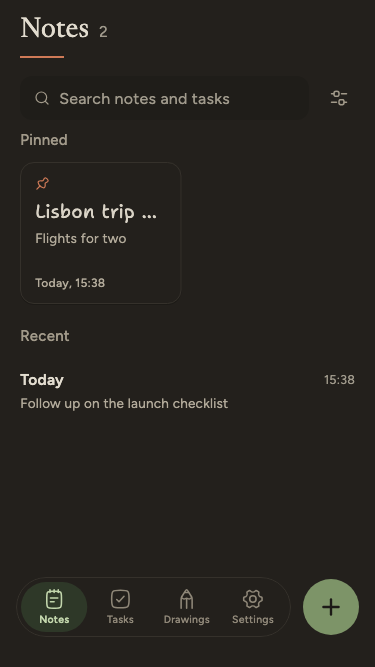 Notes 2
Search notes and tasks
Pinned
Lisbon trip ...
Flights for two
Today, 15:38
Recent
Today 15:38
Follow up on the launch checklist
Notes Tasks Drawings Settings